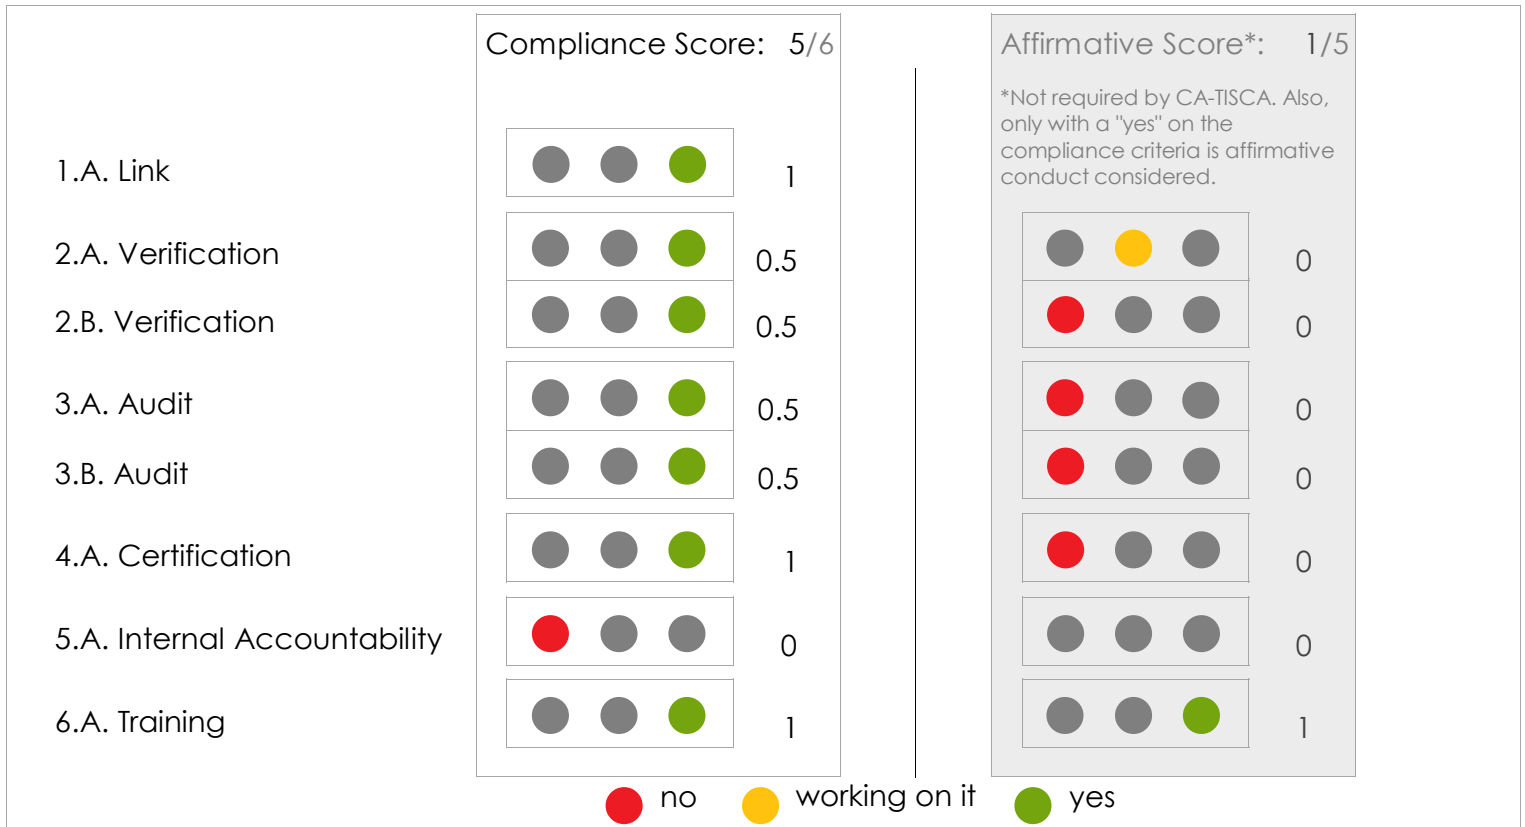 Compliance Score: 5/6
Affirmative Score*: 1/5
*Not required by CA-TISCA. Also,
only with a "yes" on the
compliance criteria is affirmative
conduct considered.
1.A. Link 1
2.A. Verification 0.5 0
2.B. Verification 0.5 0
3.A. Audit 0.5 0
3.B. Audit 0.5 0
4.A. Certification 1 0
5.A. Internal Accountability 0 0
6.A. Training 1 1
no working on it yes